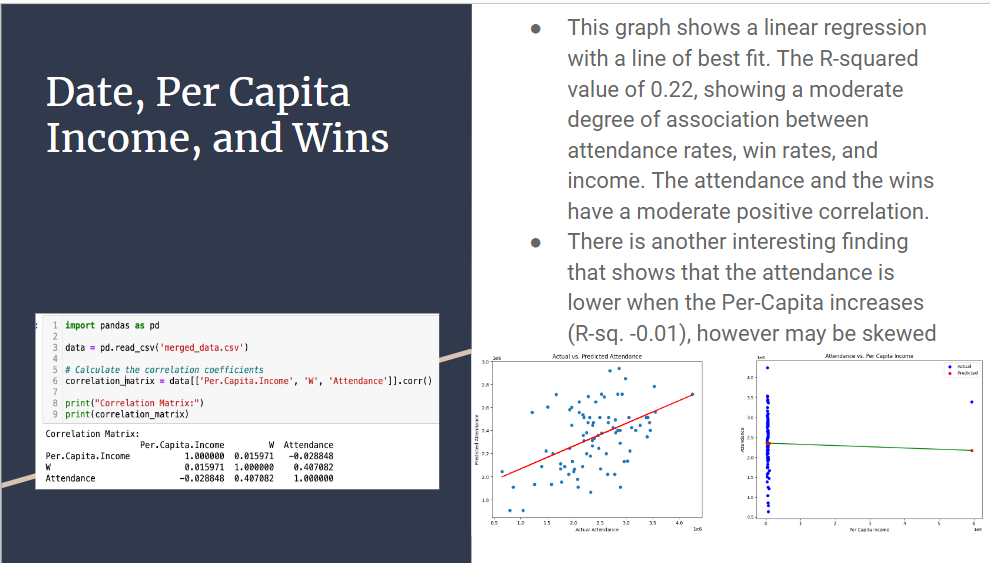 Date, Per Capita
Income, and Wins
1 import pandas as pd
2
3 data = pd.read_csv('merged_data.csv')
4
5 # Calculate the correlation coefficients
6 correlation_matrix = data[['Per.Capita.Income', 'W', 'Attendance']].corr()
7
8 print("Correlation Matrix:")
9 print(correlation_matrix)
Correlation Matrix:
Per.Capita.Income W Attendance
Per.Capita.Income 1.000000 0.015971 -0.028848
W 0.015971 1.000000 0.407082
Attendance -0.028848 0.407082 1.000000
● This graph shows a linear regression
with a line of best fit. The R-squared
value of 0.22, showing a moderate
degree of association between
attendance rates, win rates, and
income. The attendance and the wins
have a moderate positive correlation.
● There is another interesting finding
that shows that the attendance is
lower when the Per-Capita increases
(R-sq. -0.01), however may be skewed
Actual vs. Predicted Attendance
1e6
3.0
2.8
2.6
2.4
2.2
2.0
1.8
Predicted Attendance
0.5 1.0 1.5 2.0 2.5 3.0 3.5 4.0
Actual Attendance
1e6
Attendance vs. Per Capita Income
1e6
Actual
Predicted
4.0
3.5
3.0
2.5
2.0
1.5
1.0
0.5
Attendance
0 1 2 3 4 5 6
Per Capita Income
1e6